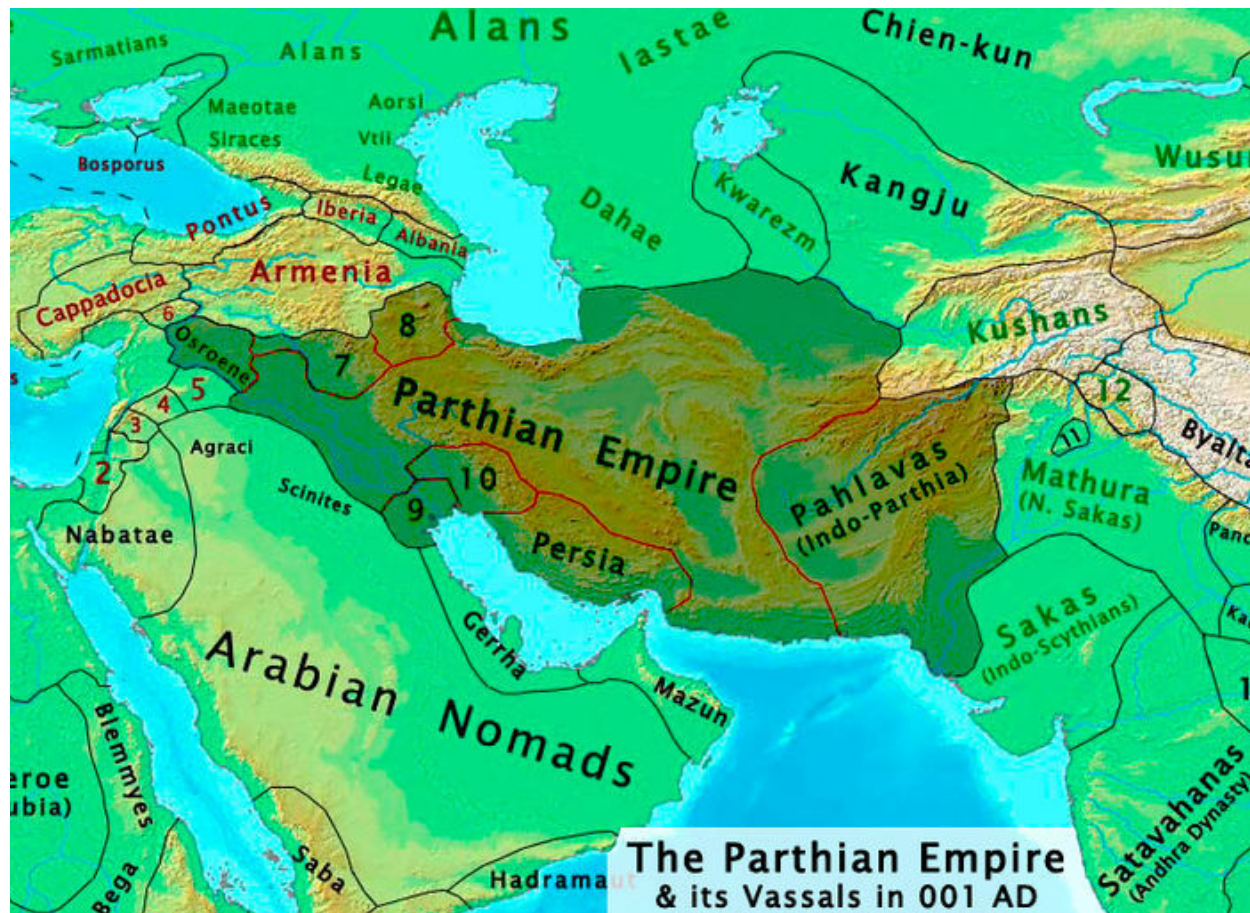 Sarmatians
Alans
Alans
Iastae
Chien-kun
Maeotae
Siraces
Aorsi
Vtii
Legae
Bosporus
Wusun
Kangju
Kwarezm
Dahae
Pontus
Iberia
Albania
Armenia
Cappadocia
6
Osroene
Kushans
8
7
5
4
3
2
12
11
Byalta
Parthian Empire
Agraci
Scinites
Nabatae
10
9
Persia
Pahlavas
(Indo-Parthia)
Mathura
(N. Sakas)
Sakas
(Indo-Scythians)
Gerrha
Mazun
Arabian Nomads
Blemmyes
eroe
ubia)
Bega
Saba
Hadramaut
Satavahanas
(Andhra Dynasty)
The Parthian Empire
& its Vassals in 001 AD